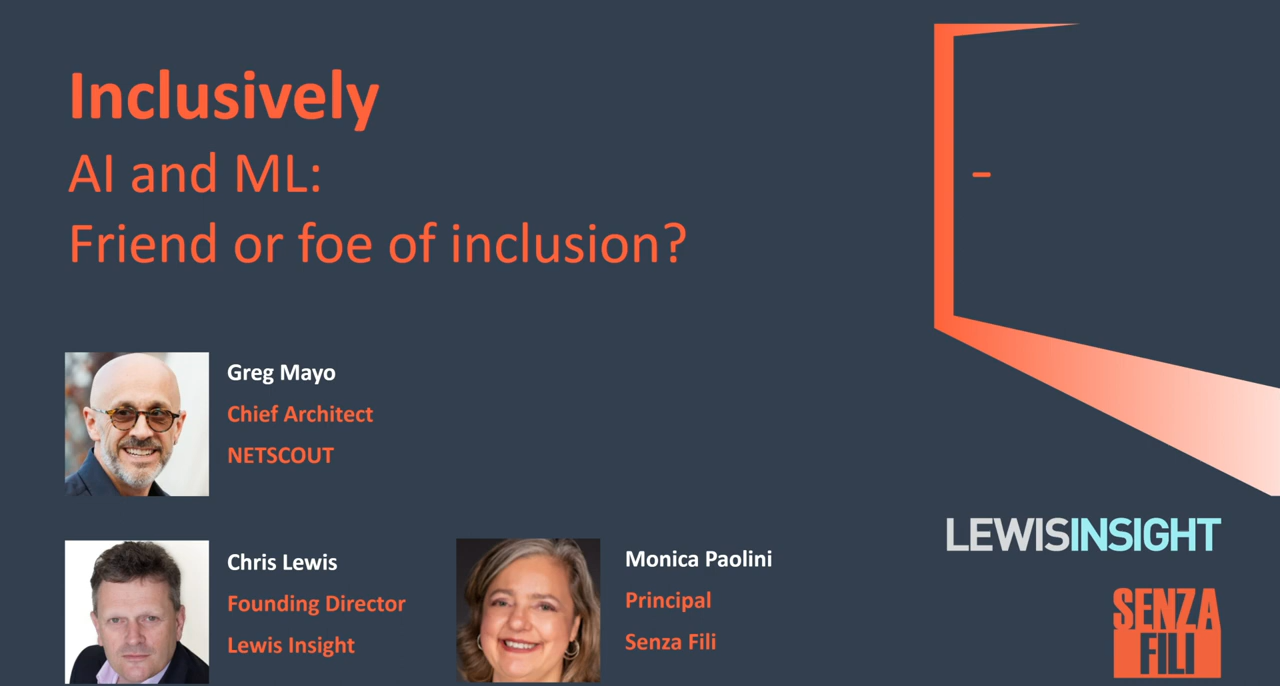 Inclusively
AI and ML:
Friend or foe of inclusion?
Greg Mayo
Chief Architect
NETSCOUT
Chris Lewis
Founding Director
Lewis Insight
Monica Paolini
Principal
Senza Fili
LEWISINSIGHT
SENZA
FILI